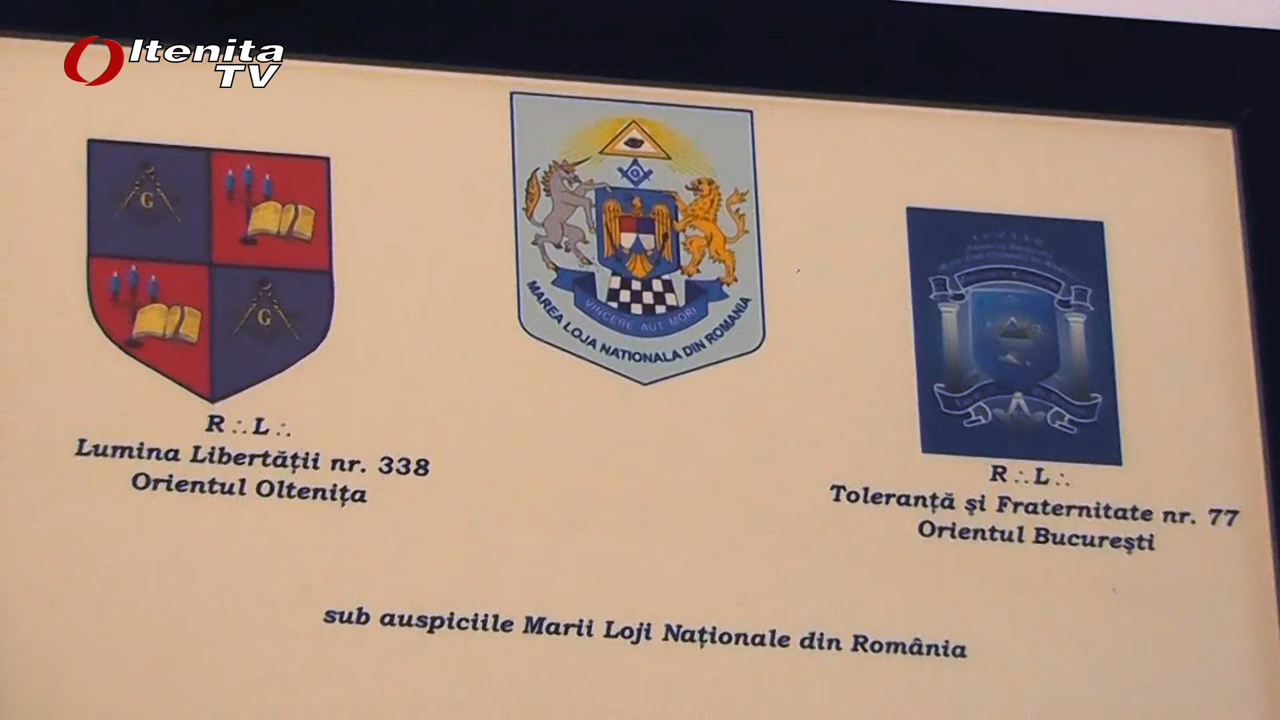 Oltenita
TV
G
G
VINCERE AUT MORI
MAREA LOJA NATIONALA DIN ROMANIA
R ∴ L ∴
Lumina Libertății nr. 338
Orientul Oltenița
R ∴ L ∴
Toleranță și Fraternitate nr. 77
Orientul București
sub auspiciile Marii Loji Naționale din România